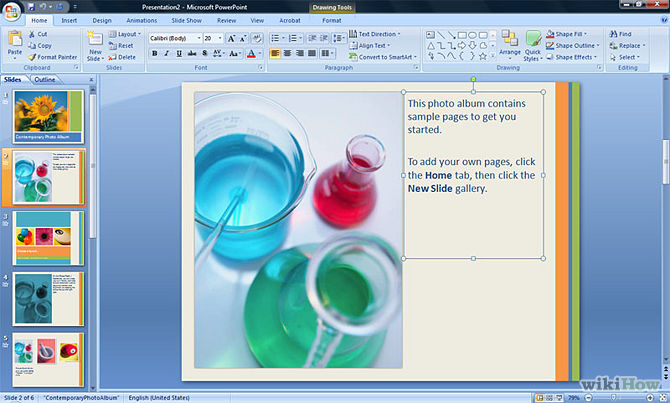 Presentation2 - Microsoft PowerPoint
Drawing Tools
Home Insert Design Animations Slide Show Review View Acrobat Format
Paste
Cut
Copy
Format Painter
Clipboard
New Slide
Layout
Reset
Delete
Slides
Calibri (Body) 20
Font
Text Direction
Align Text
Convert to SmartArt
Paragraph
Arrange
Quick Styles
Shape Fill
Shape Outline
Shape Effects
Drawing
Find
Replace
Select
Editing
Slides Outline
1
Contemporary Photo Album
2
3
4
5
This photo album contains
sample pages to get you
started.
To add your own pages, click
the Home tab, then click the
New Slide gallery.
Slide 2 of 6 "ContemporaryPhotoAlbum" English (United States) 79%
wikiHow